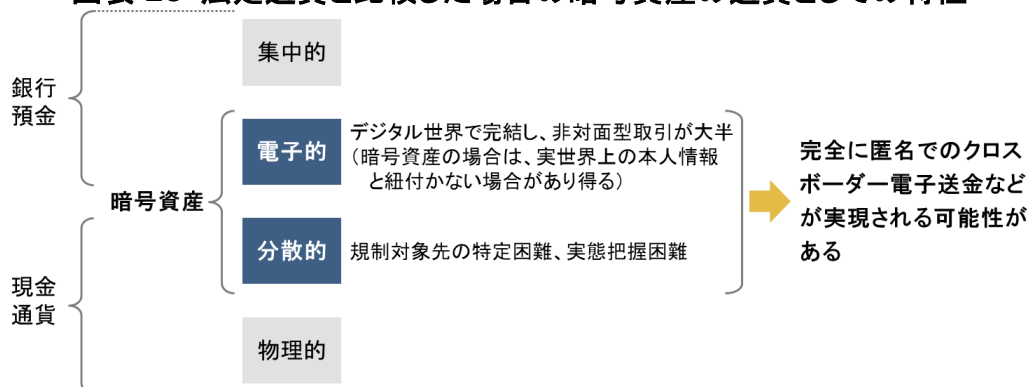 図表 26 法定通貨と比較した場合の暗号資産の通貨としての特性
集中的
銀行
預金
電子的
デジタル世界で完結し、非対面型取引が大半
（暗号資産の場合は、実世界上の本人情報
と紐付かない場合があり得る）
暗号資産
分散的
規制対象先の特定困難、実態把握困難
完全に匿名でのクロス
ボーダー電子送金など
が実現される可能性が
ある
現金
通貨
物理的